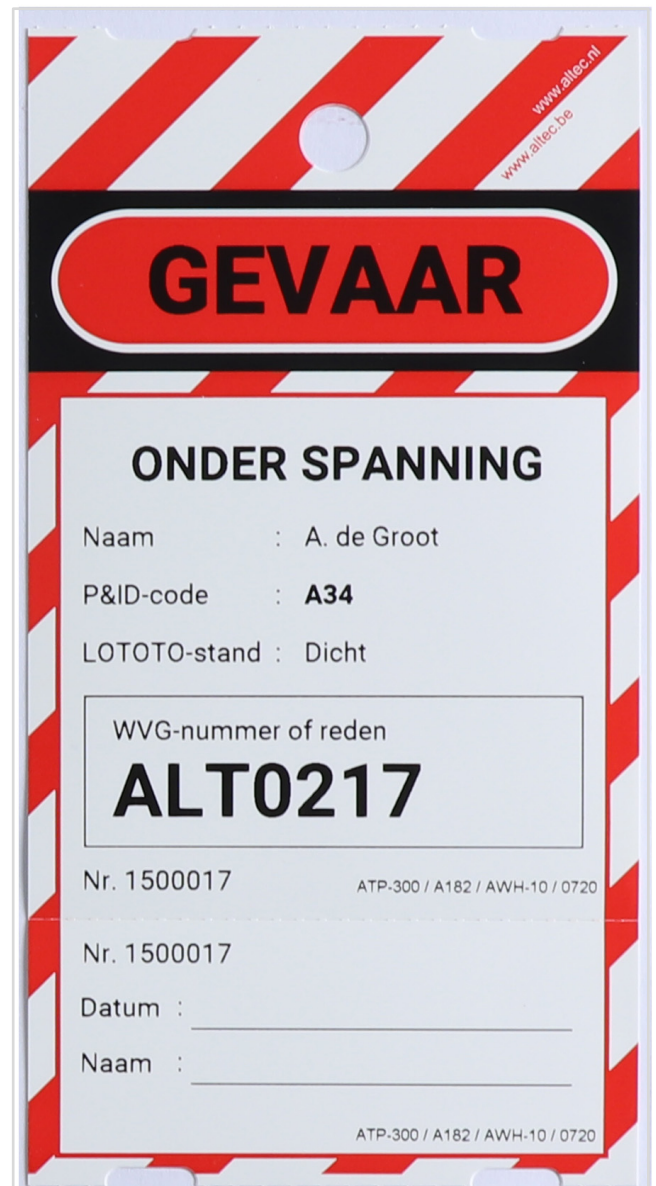 www.altec.nl
www.altec.be
GEVAAR
ONDER SPANNING
Naam : A. de Groot
P&ID-code : A34
LOTOTO-stand : Dicht
WVG-nummer of reden
ALT0217
Nr. 1500017 ATP-300 / A182 / AWH-10 / 0720
Nr. 1500017
Datum :
Naam :
ATP-300 / A182 / AWH-10 / 0720